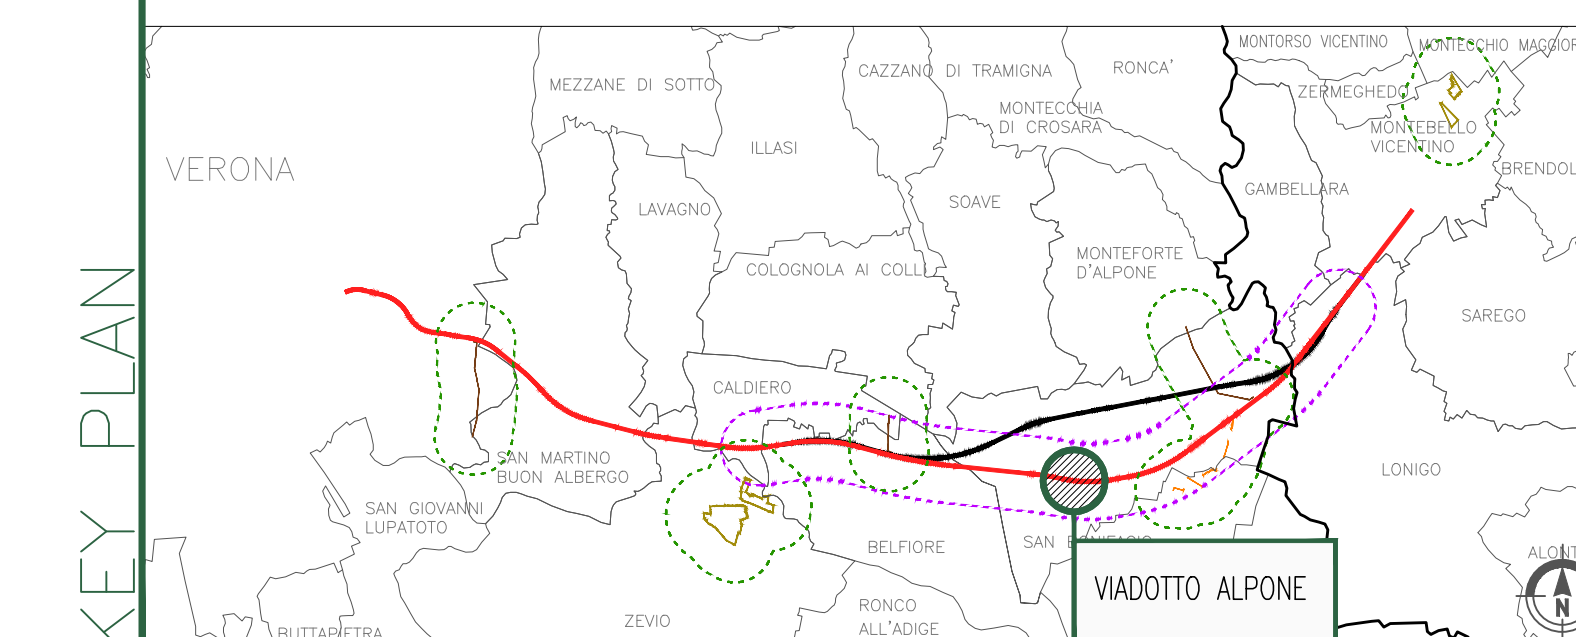 KEY PLAN
MONTORSO VICENTINO
MONTECCHIO MAGGIOR
MEZZANE DI SOTTO
CAZZANO DI TRAMIGNA
RONCA'
ZERMEGHEDO
MONTECCHIA
DI CROSARA
MONTEBELLO
VICENTINO
ILLASI
VERONA
BRENDOL
GAMBELLARA
LAVAGNO
SOAVE
MONTEFORTE
D'ALPONE
COLOGNOLA AI COLLI
SAREGO
CALDIERO
SAN MARTINO
BUON ALBERGO
LONIGO
SAN GIOVANNI
LUPATOTO
BELFIORE
SAN BONIFACIO
ALONT
VIADOTTO ALPONE
N
RONCO
ALL'ADIGE
ZEVIO
BUTTAPIETRA